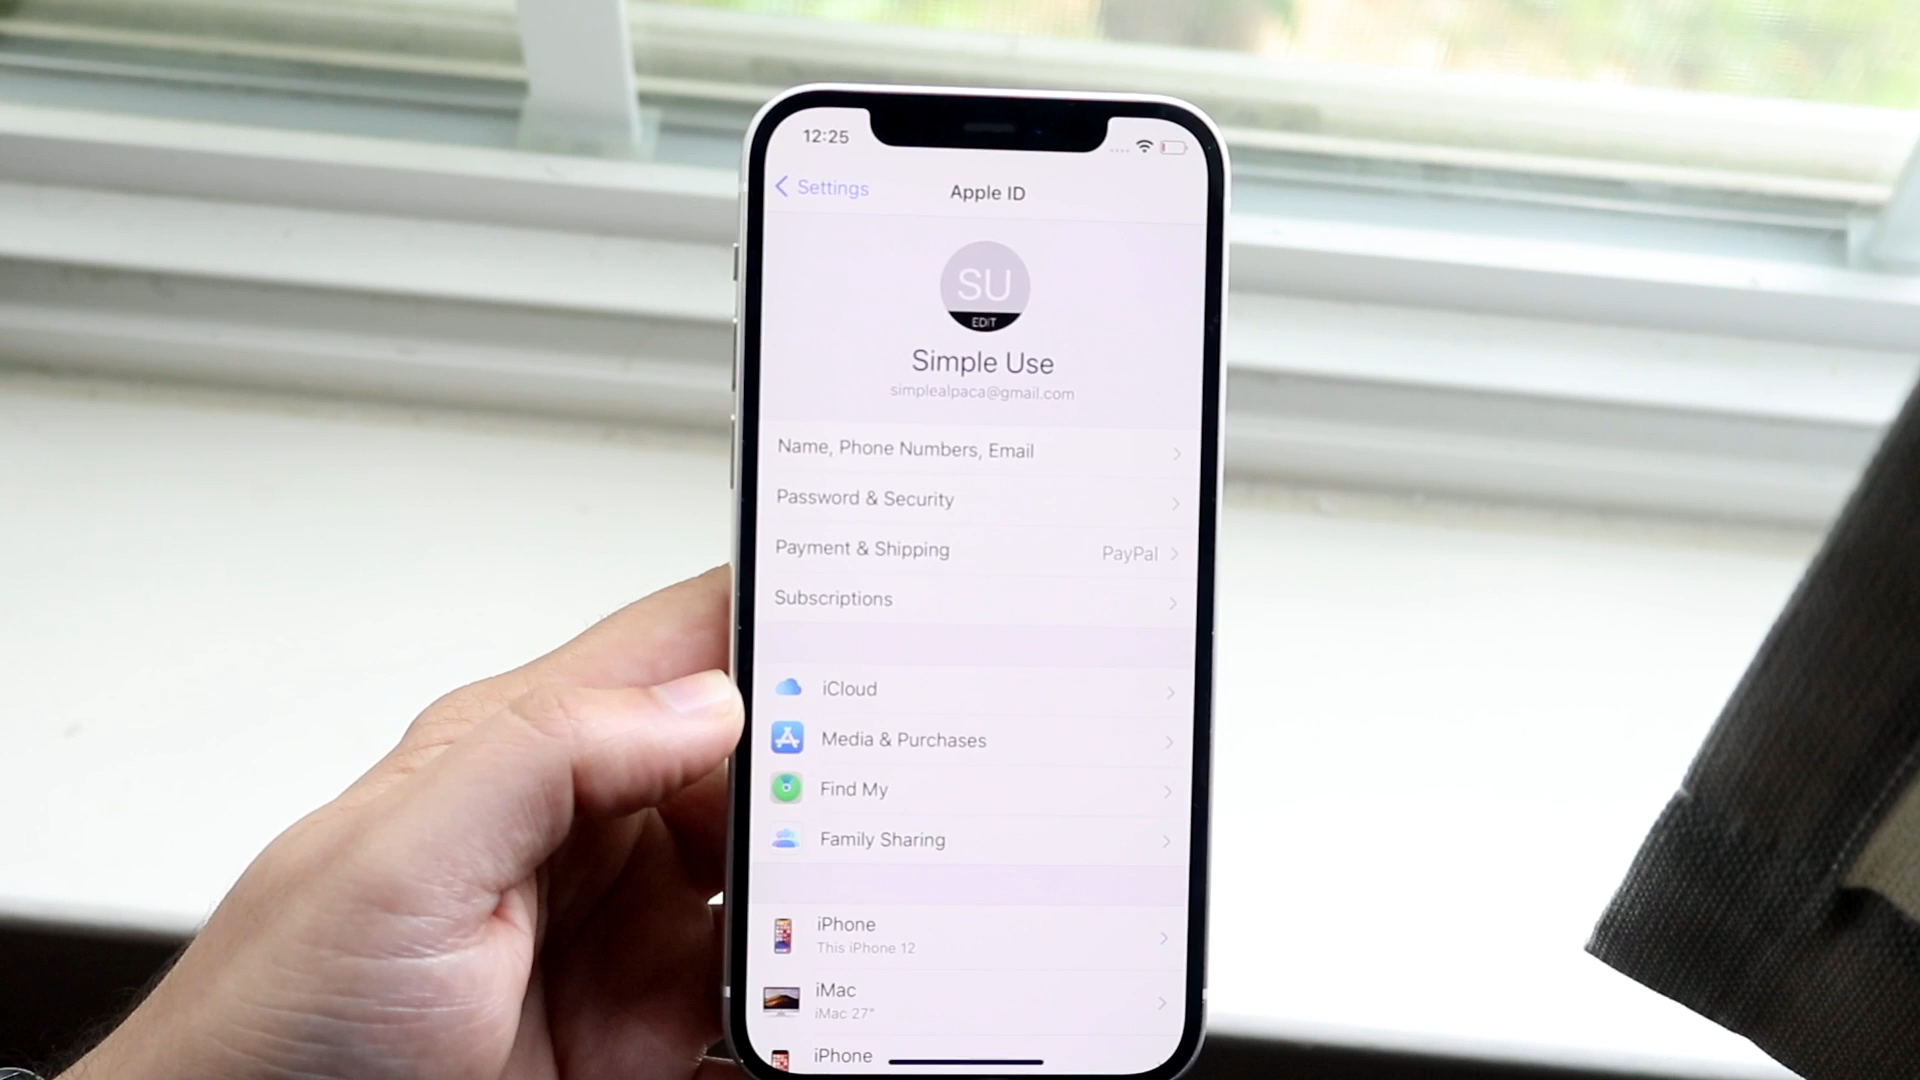 12:25
Settings
Apple ID
SU
EDIT
Simple Use
simplealpaca@gmail.com
Name, Phone Numbers, Email
Password & Security
Payment & Shipping PayPal
Subscriptions
iCloud
Media & Purchases
Find My
Family Sharing
iPhone
This iPhone 12
iMac
iMac 27"
iPhone